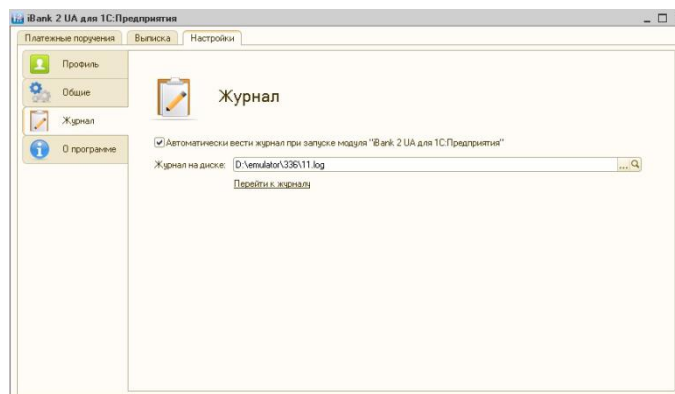 iBank 2 UA для 1С:Предприятия
Платежные поручения Выписка Настройки
Профиль
Общие
Журнал
О программе
Журнал
Автоматически вести журнал при запуске модуля "iBank 2 UA для 1С:Предприятия"
Журнал на диске: D:\emulator\336\11.log ...
Перейти к журналу